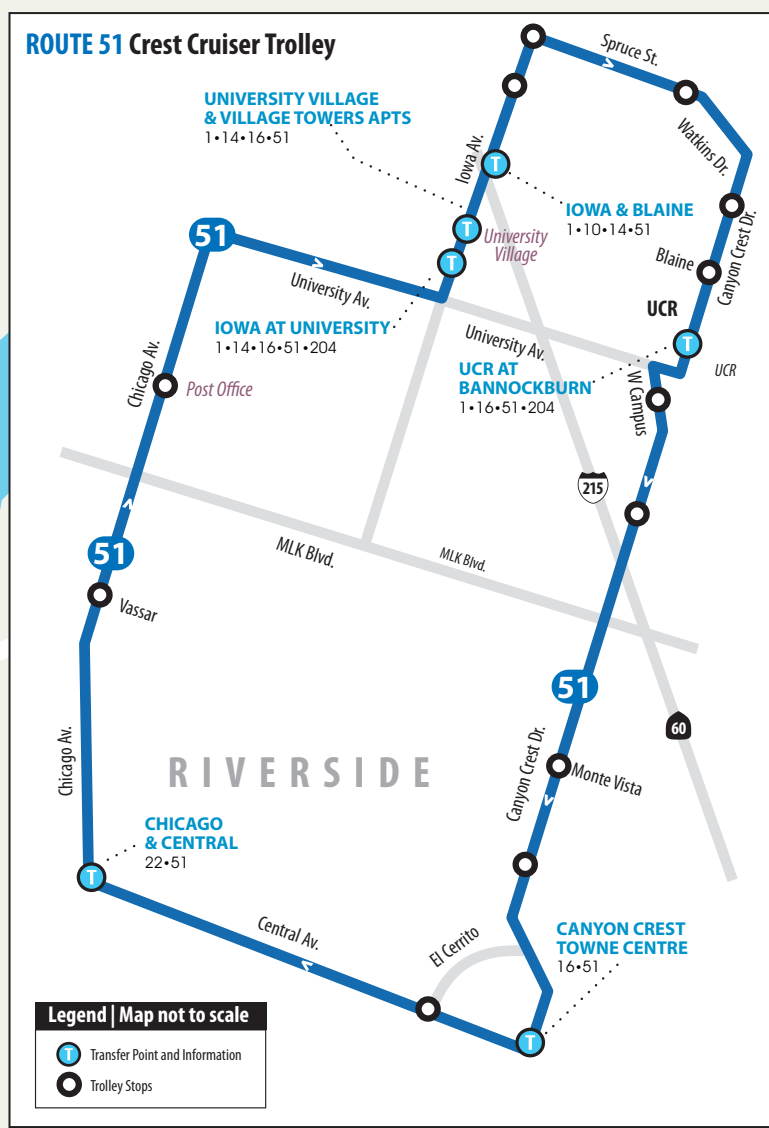 ROUTE 51 Crest Cruiser Trolley
Spruce St.
UNIVERSITY VILLAGE
& VILLAGE TOWERS APTS
1•14•16•51
Iowa Av.
Watkins Dr.
IOWA & BLAINE
1•10•14•51
Canyon Crest Dr.
51
University
Village
Blaine
University Av.
UCR
IOWA AT UNIVERSITY
1•14•16•51•204
University Av.
UCR AT
BANNOCKBURN
1•16•51•204
UCR
Chicago Av.
Post Office
W Campus
215
MLK Blvd.
MLK Blvd.
51
Vassar
51
60
Chicago Av.
RIVERSIDE
Canyon Crest Dr.
Monte Vista
CHICAGO
& CENTRAL
22•51
Central Av.
El Cerrito
CANYON CREST
TOWNE CENTRE
16•51
Legend | Map not to scale
T Transfer Point and Information
Trolley Stops
T
T
T
T
T
T